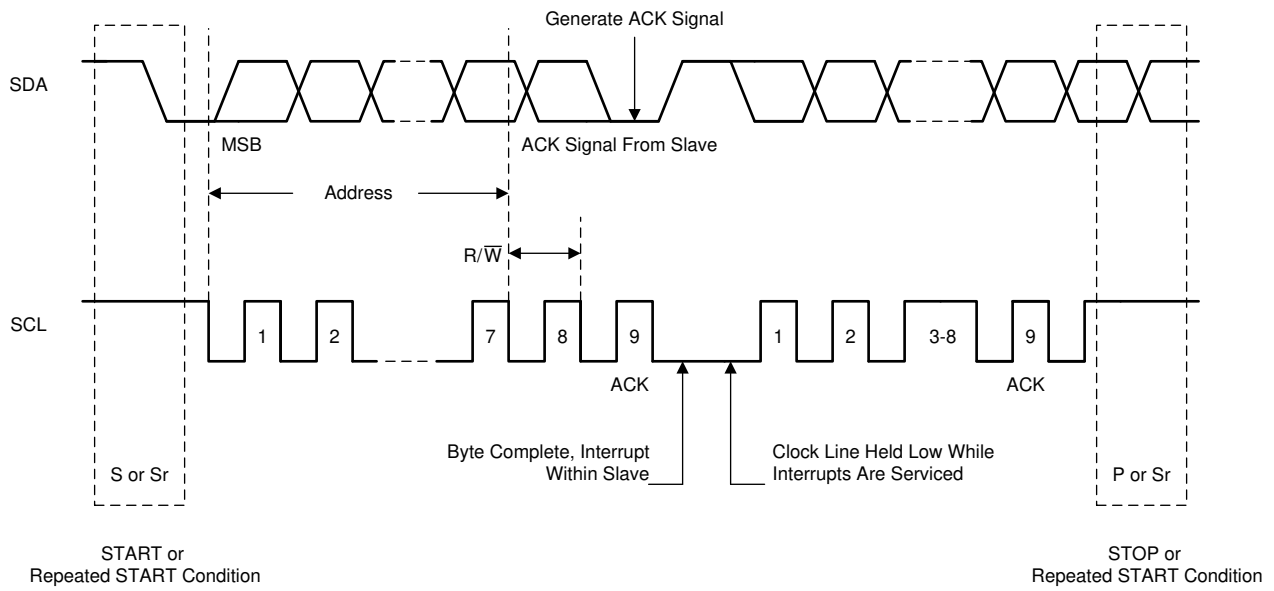 Generate ACK Signal
SDA
MSB
ACK Signal From Slave
Address
R/W̅
SCL
1
2
7
8
9
1
2
3-8
9
ACK
ACK
Byte Complete, Interrupt
Within Slave
Clock Line Held Low While
Interrupts Are Serviced
S or Sr
P or Sr
START or
Repeated START Condition
STOP or
Repeated START Condition